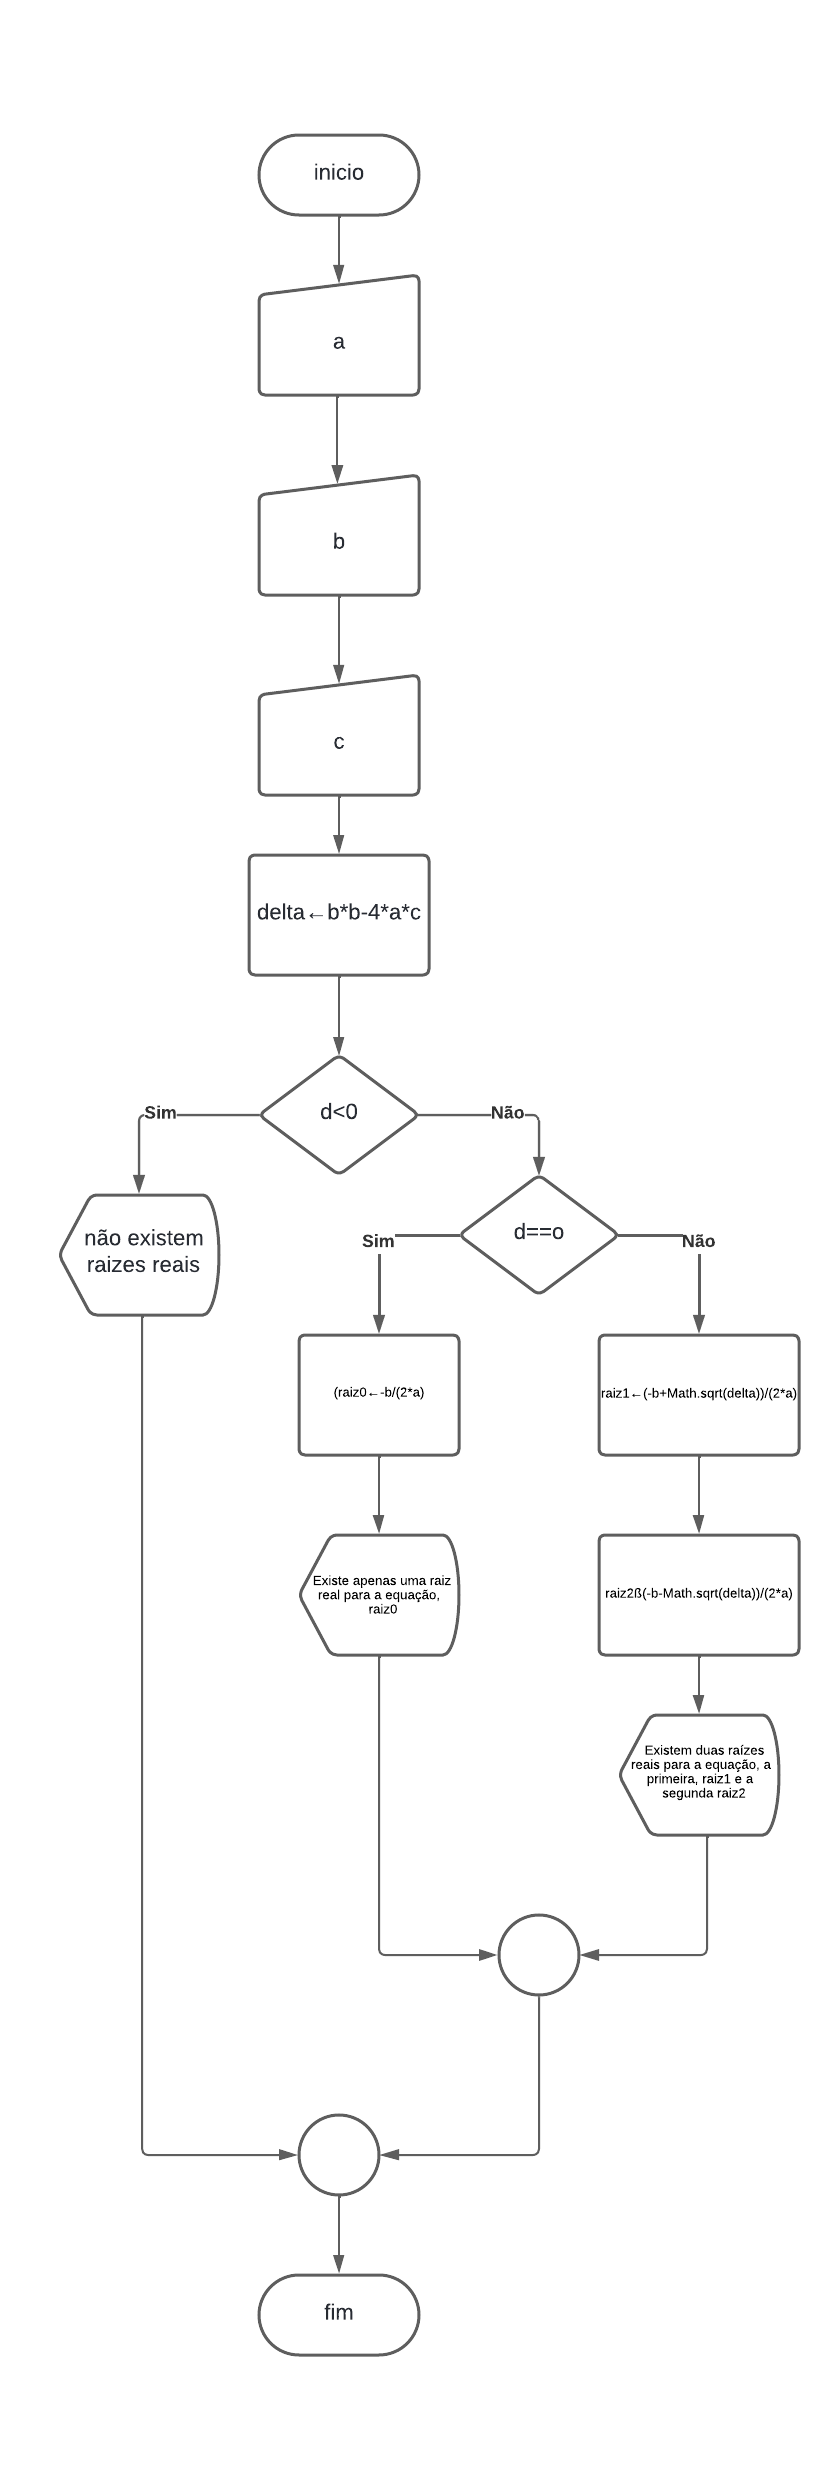 inicio
a
b
c
delta←b*b-4*a*c
d<0
Sim
Não
não existem
raizes reais
d==o
Sim
Não
(raiz0←-b/(2*a)
raiz1←(-b+Math.sqrt(delta))/(2*a)
Existe apenas uma raiz
real para a equação,
raiz0
raiz2ß(-b-Math.sqrt(delta))/(2*a)
Existem duas raízes
reais para a equação, a
primeira, raiz1 e a
segunda raiz2
fim